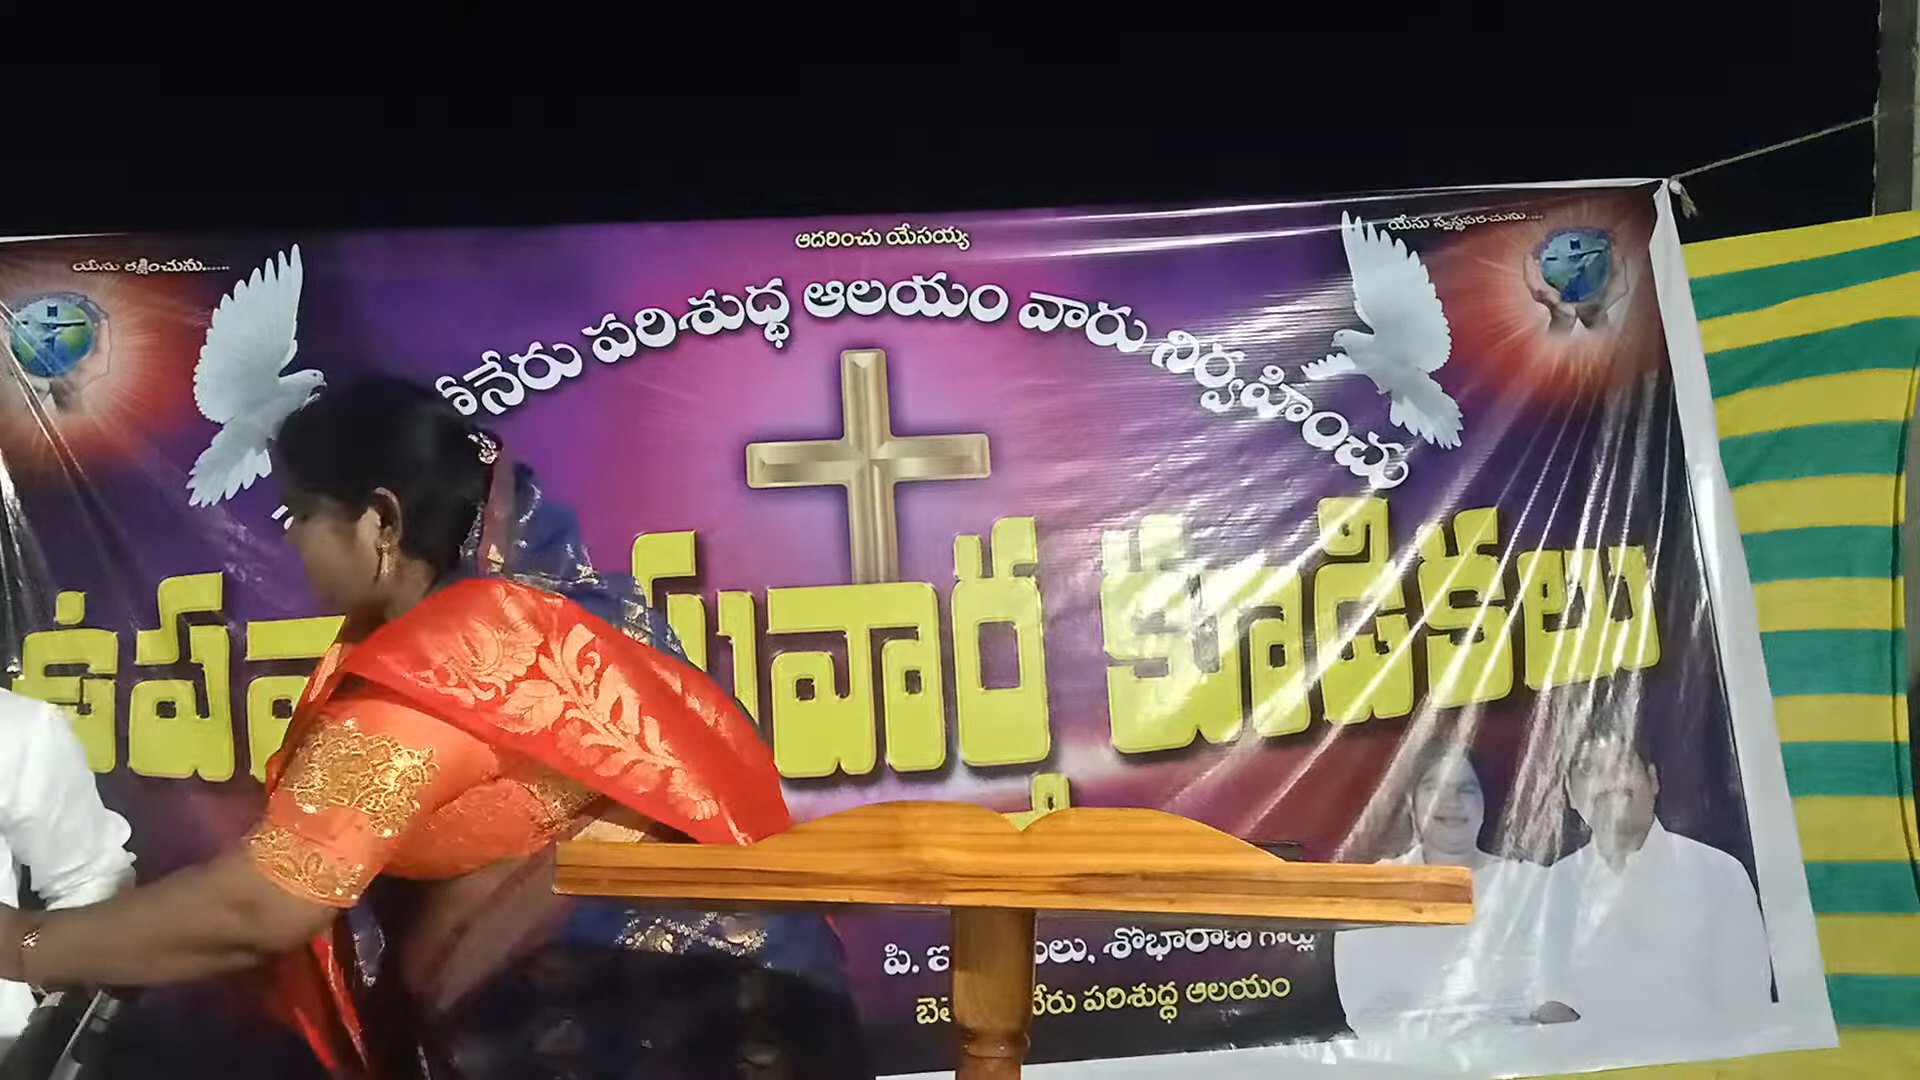 ఆదరించు యేసయ్య
యేసు రక్షించును......
యేసు స్వస్థపరచును....
పరిశుద్ధ ఆలయం వారు నిర్వహించు
సువార్త కూడికలు
పి. శోభారాణి గార్లు
పరిశుద్ధ ఆలయం